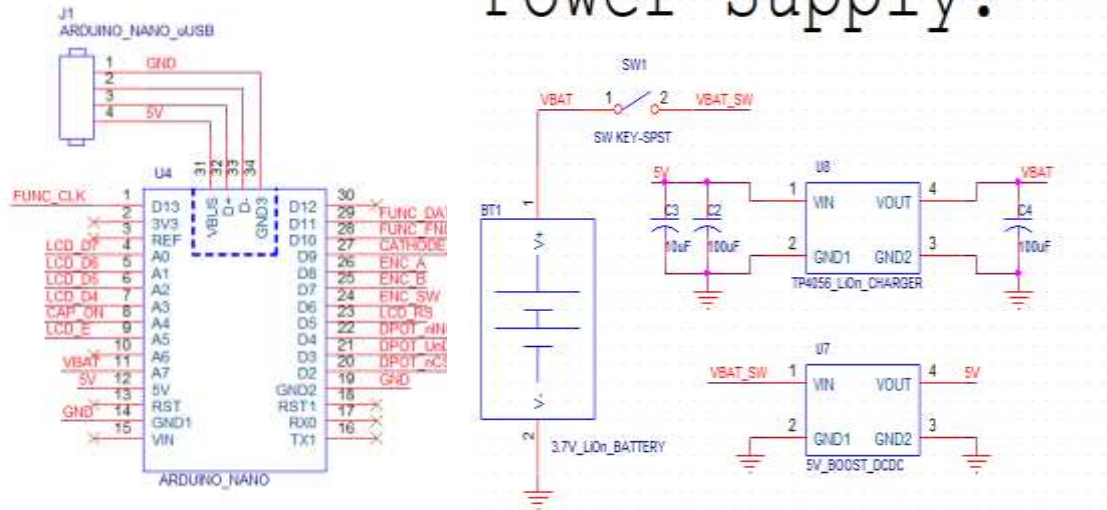 Power Supply:
J1
ARDUINO_NANO_uUSB
1 GND
2
3
4 5V
U4
31 32 33 34
VBUS D+ D- GND3
FUNC_CLK 1 D13
2 3V3
3 REF
LCD_D7 4 A0
LCD_D6 5 A1
LCD_D5 6 A2
LCD_D4 7 A3
CAP_ON 8 A4
LCD_E 9 A5
10 A6
VBAT 11 A7
5V 12 5V
13 RST
GND 14 GND1
15 VIN
D12 30
D11 29 FUNC_DAT
D10 28 FUNC_FNC
D9 27 CATHODE
D8 26 ENC_A
D7 25 ENC_B
D6 24 ENC_SW
D5 23 LCD_RS
D4 22
D3 21
D2 20 DPOT_nCS
GND2 19 GND
RST1 18
RX0 17
TX1 16
ARDUINO_NANO
SW1
VBAT 1 2 VBAT_SW
SW KEY-SPST
BT1
1
V+
V-
2
3.7V_LiOn_BATTERY
5V
C3
10uF
C2
100uF
U8
1 VIN VOUT 4
2 GND1 GND2 3
TP4056_LiOn_CHARGER
VBAT
C4
100uF
U7
VBAT_SW 1 VIN VOUT 4 5V
2 GND1 GND2 3
5V_BOOST_DCDC